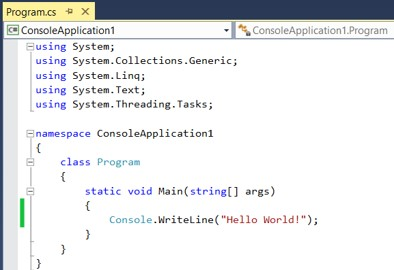 Program.cs
C# ConsoleApplication1
ConsoleApplication1.Program
using System;
using System.Collections.Generic;
using System.Linq;
using System.Text;
using System.Threading.Tasks;
namespace ConsoleApplication1
{
class Program
{
static void Main(string[] args)
{
Console.WriteLine("Hello World!");
}
}
}